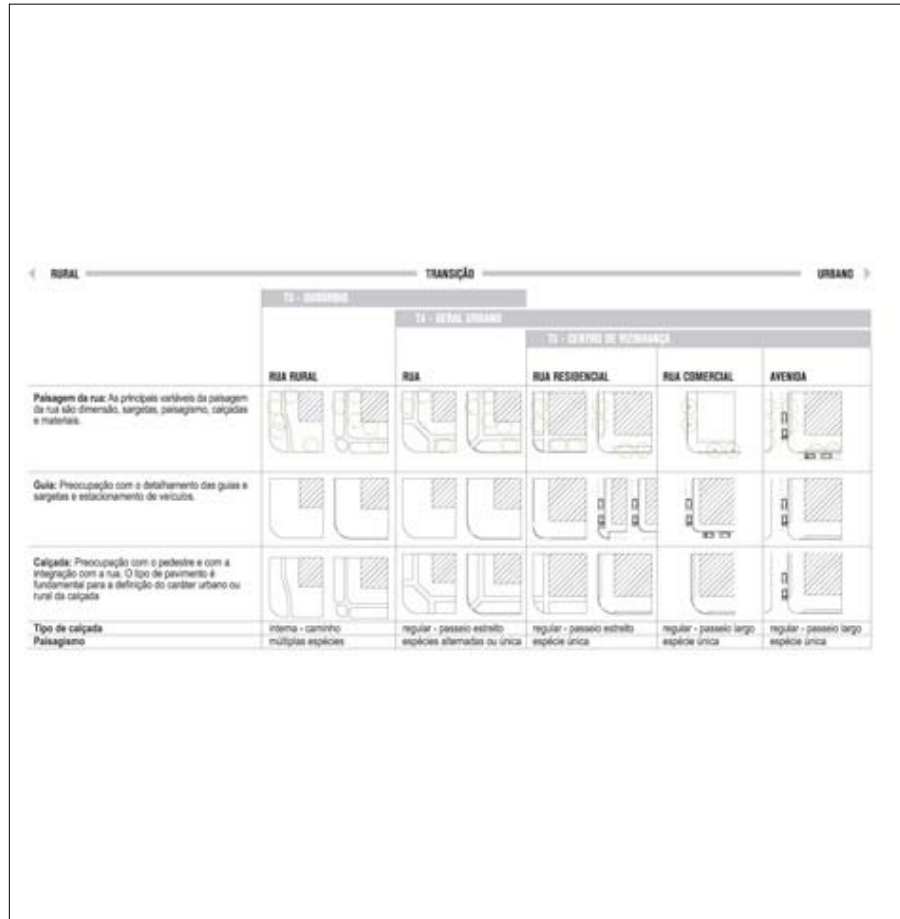 RURAL TRANSIÇÃO URBANO
T3 - SUBÚRBIO
T4 - GERAL URBANO
T5 - CENTRO DE VIZINHANÇA
RUA RURAL RUA RUA RESIDENCIAL RUA COMERCIAL AVENIDA
Paisagem da rua: As principais variáveis da paisagem
da rua são dimensão, sargetas, paisagismo, calçadas
e materiais.
Guia: Preocupação com o detalhamento das guias e
sargetas e estacionamento de veículos.
Calçada: Preocupação com o pedestre e com a
integração com a rua. O tipo de pavimento é
fundamental para a definição do caráter urbano ou
rural da calçada
Tipo de calçada interna - caminho regular - passeio estreito regular - passeio estreito regular - passeio largo regular - passeio largo
Paisagismo múltiplas espécies espécies alternadas ou única espécie única espécie única espécie única